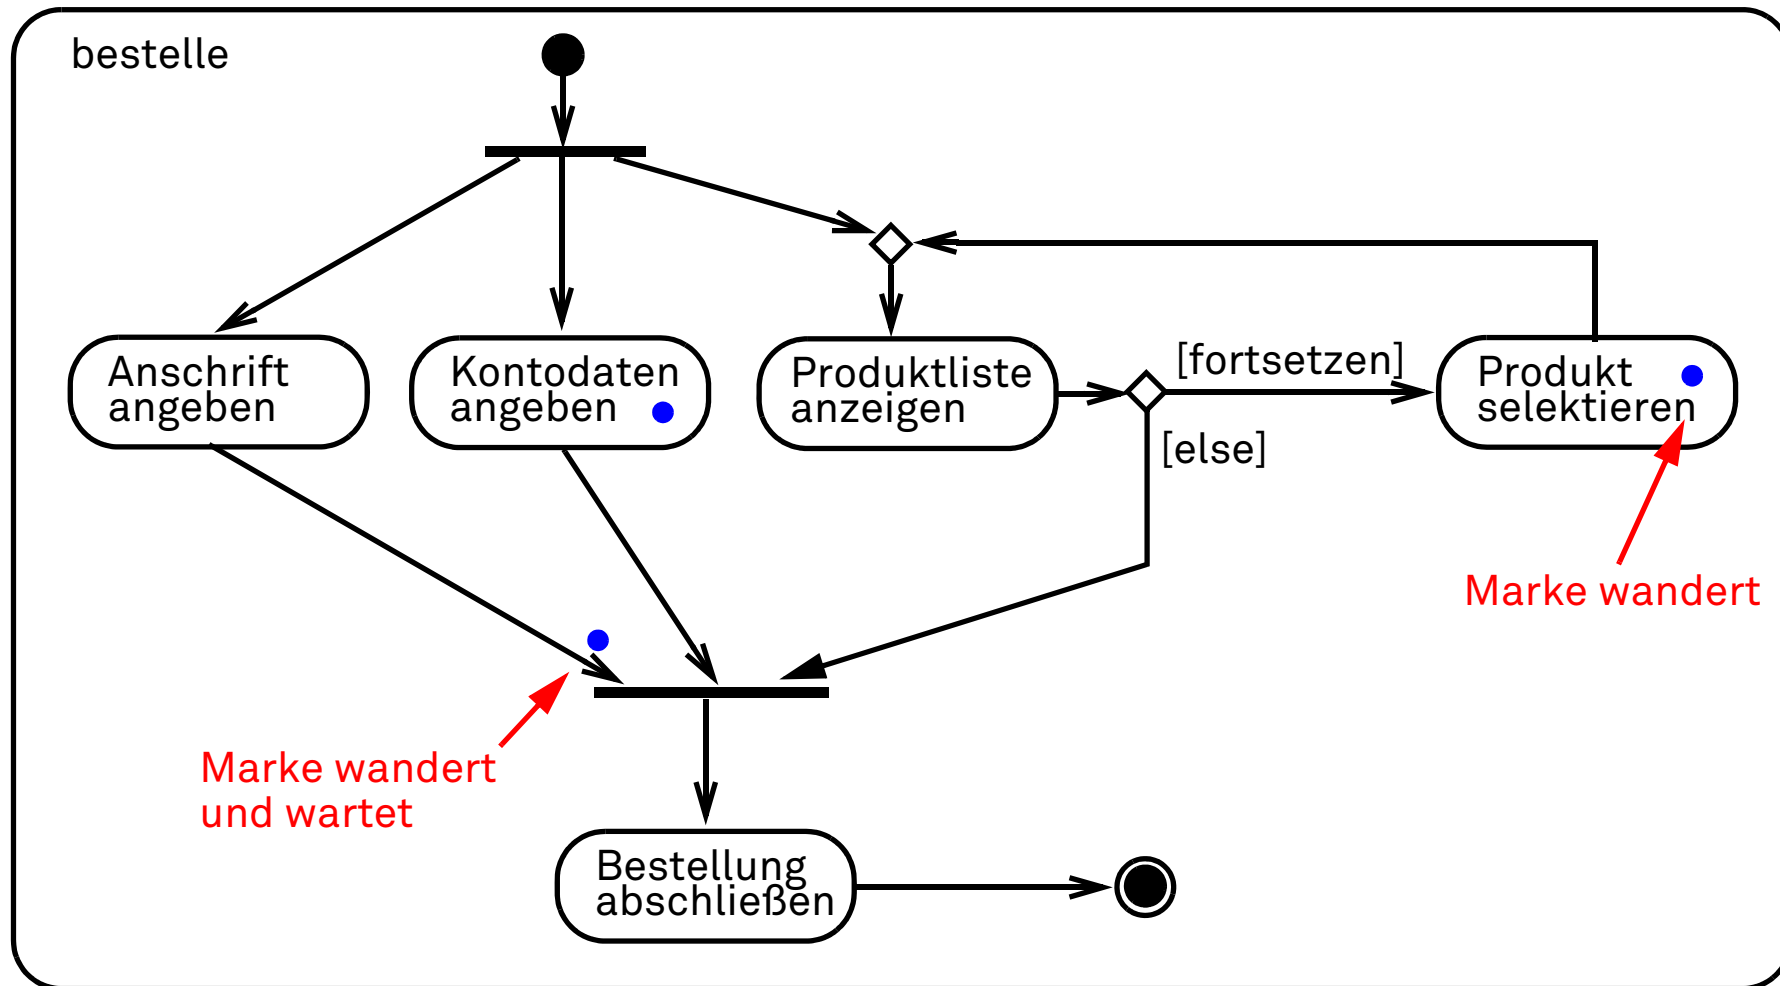 bestelle
Anschrift
angeben
Kontodaten
angeben
Produktliste
anzeigen
[fortsetzen]
[else]
Produkt
selektieren
Marke wandert
Marke wandert
und wartet
Bestellung
abschließen